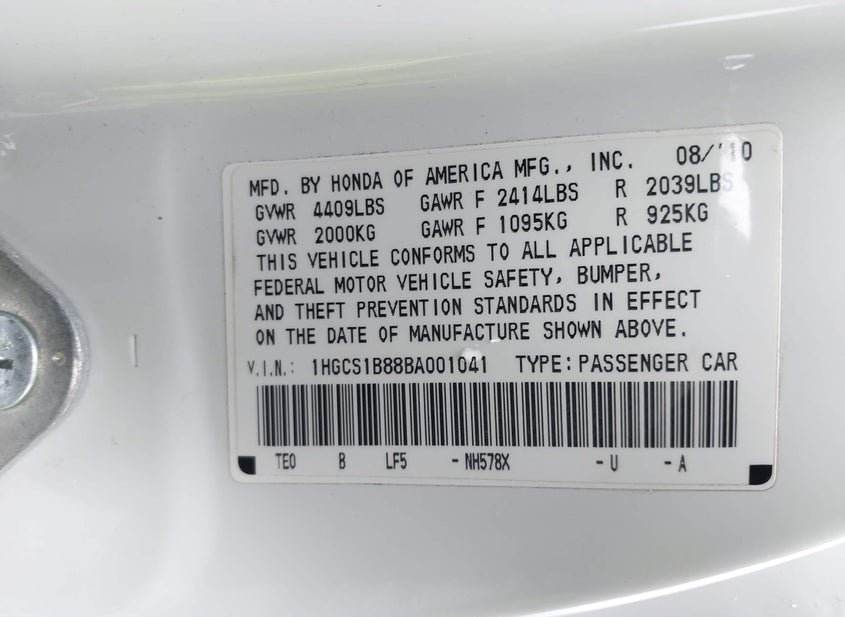 MFD. BY HONDA OF AMERICA MFG., INC. 08/'10
GVWR 4409LBS GAWR F 2414LBS R 2039LBS
GVWR 2000KG GAWR F 1095KG R 925KG
THIS VEHICLE CONFORMS TO ALL APPLICABLE
FEDERAL MOTOR VEHICLE SAFETY, BUMPER,
AND THEFT PREVENTION STANDARDS IN EFFECT
ON THE DATE OF MANUFACTURE SHOWN ABOVE.
V.I.N.: 1HGCS1B88BA001041 TYPE: PASSENGER CAR
TE0 B LF5 - NH578X - U - A